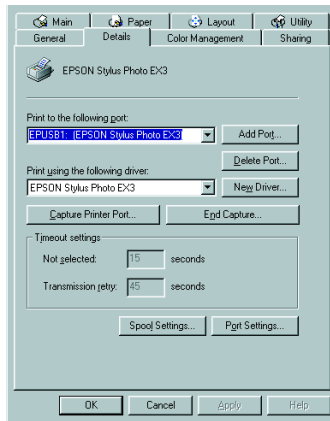 Main Paper Layout Utility
General Details Color Management Sharing
EPSON Stylus Photo EX3
Print to the following port:
EPUSB1: (EPSON Stylus Photo EX3 Add Port...
Delete Port...
Print using the following driver:
EPSON Stylus Photo EX3 New Driver...
Capture Printer Port... End Capture...
Timeout settings
Not selected: 15 seconds
Transmission retry: 45 seconds
Spool Settings... Port Settings...
OK Cancel Apply Help